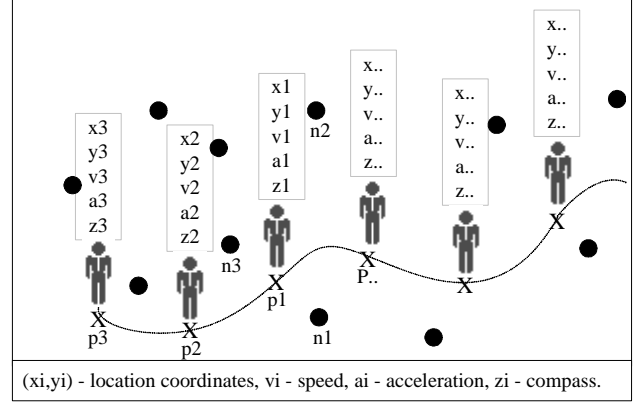 x3
y3
v3
a3
z3
X
p3
x2
y2
v2
a2
z2
X
p2
n3
x1
y1
v1
a1
z1
X
p1
n2
n1
x..
y..
v..
a..
z..
X
P..
x..
y..
v..
a..
z..
X
x..
y..
v..
a..
z..
X
(xi,yi) - location coordinates, vi - speed, ai - acceleration, zi - compass.